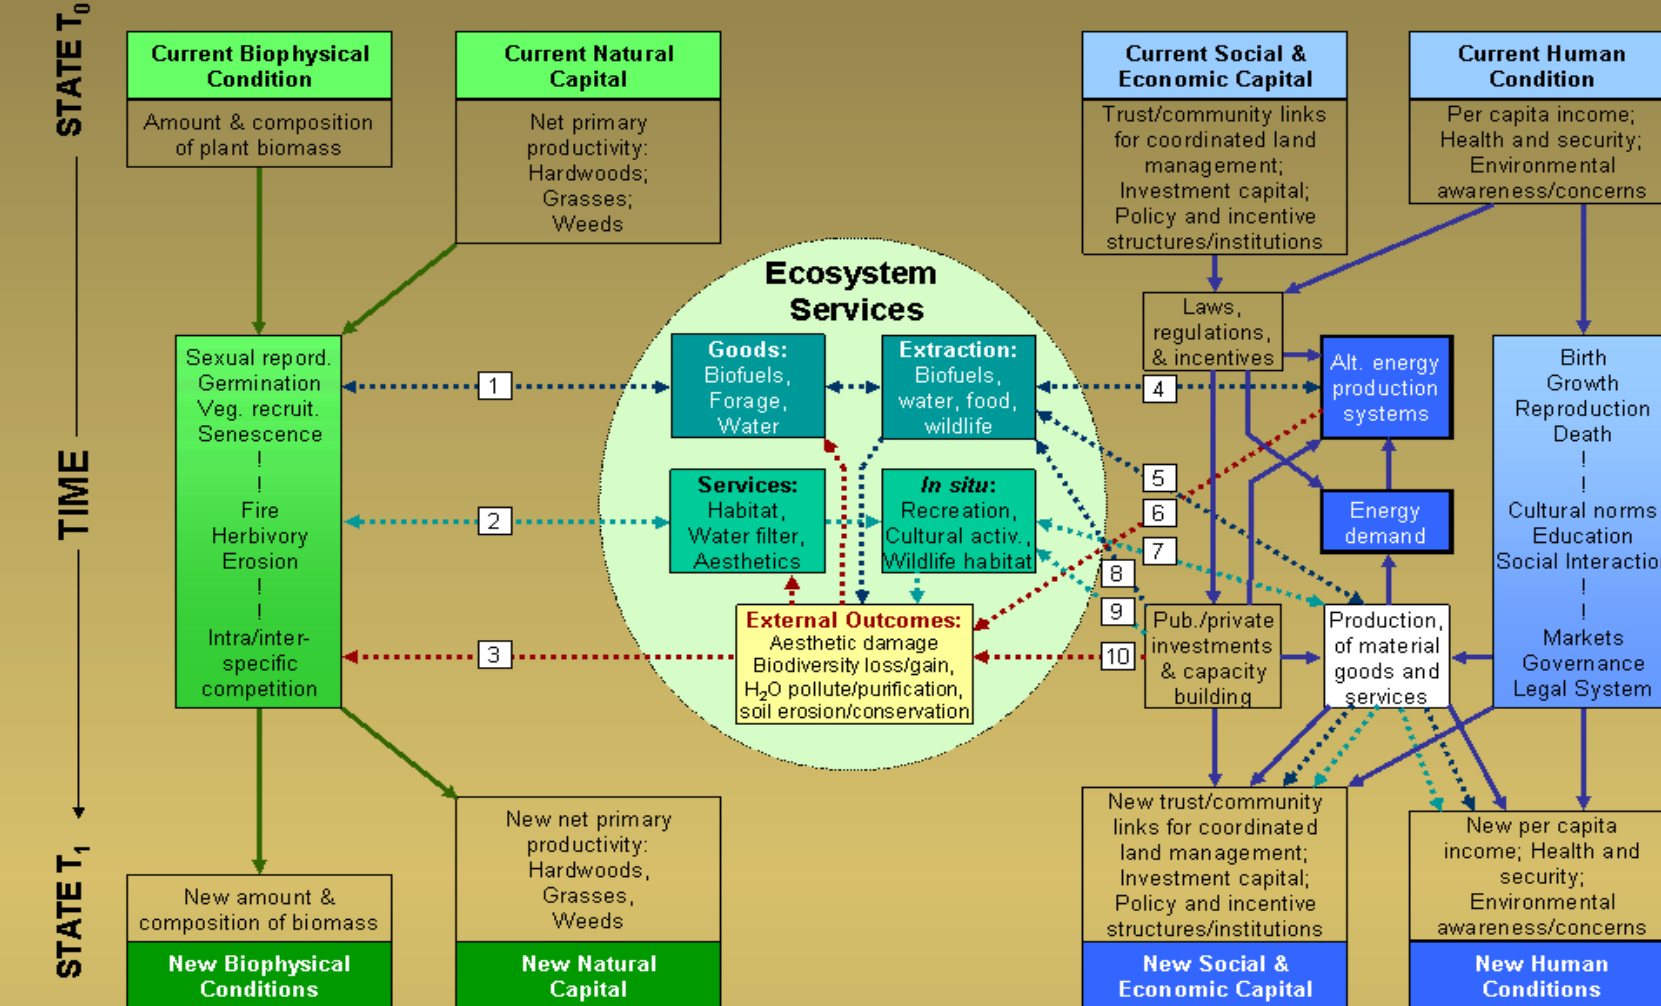 STATE T0
TIME
STATE T1
Current Biophysical
Condition
Amount & composition
of plant biomass
Current Natural
Capital
Net primary
productivity:
Hardwoods;
Grasses;
Weeds
Current Social &
Economic Capital
Trust/community links
for coordinated land
management;
Investment capital;
Policy and incentive
structures/institutions
Current Human
Condition
Per capita income;
Health and security;
Environmental
awareness/concerns
Sexual repord.
Germination
Veg. recruit.
Senescence
!
!
Fire
Herbivory
Erosion
!
!
Intra/inter-
specific
competition
Ecosystem
Services
Goods:
Biofuels,
Forage,
Water
Extraction:
Biofuels,
water, food,
wildlife
Services:
Habitat,
Water filter,
Aesthetics
In situ:
Recreation,
Cultural activ.,
Wildlife habitat
External Outcomes:
Aesthetic damage
Biodiversity loss/gain,
H2O pollute/purification,
soil erosion/conservation
1
2
3
4
5
6
7
8
9
10
Laws,
regulations,
& incentives
Alt. energy
production
systems
Energy
demand
Pub./private
investments
& capacity
building
Production,
of material
goods and
services
Birth
Growth
Reproduction
Death
!
!
Cultural norms
Education
Social Interactio
!
!
Markets
Governance
Legal System
New amount &
composition of biomass
New Biophysical
Conditions
New net primary
productivity:
Hardwoods,
Grasses,
Weeds
New Natural
Capital
New trust/community
links for coordinated
land management;
Investment capital;
Policy and incentive
structures/institutions
New Social &
Economic Capital
New per capita
income; Health and
security;
Environmental
awareness/concerns
New Human
Conditions